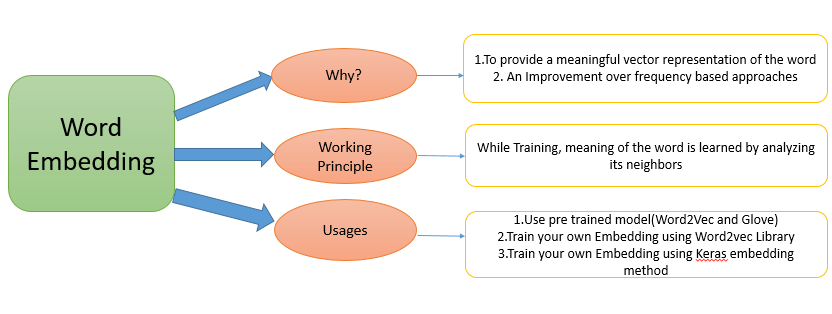 Word
Embedding
Why?
1.To provide a meaningful vector representation of the word
2. An Improvement over frequency based approaches
Working
Principle
While Training, meaning of the word is learned by analyzing
its neighbors
Usages
1.Use pre trained model(Word2Vec and Glove)
2.Train your own Embedding using Word2vec Library
3.Train your own Embedding using Keras embedding
method